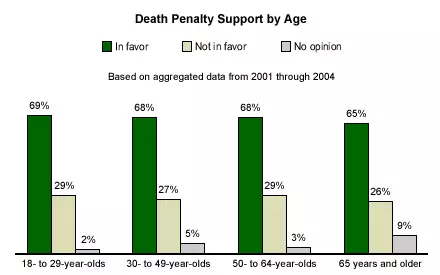 Death Penalty Support by Age
In favor Not in favor No opinion
Based on aggregated data from 2001 through 2004
69% 29% 2%
68% 27% 5%
68% 29% 3%
65% 26% 9%
18- to 29-year-olds 30- to 49-year-olds 50- to 64-year-olds 65 years and older